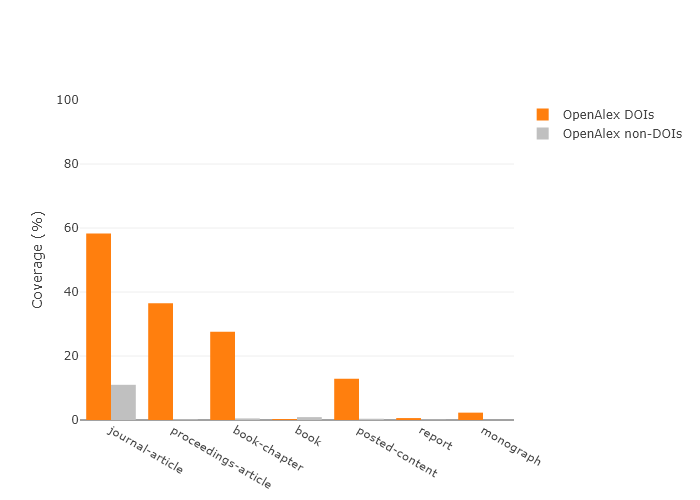 100
80
60
40
20
0
Coverage (%)
journal-article
proceedings-article
book-chapter
book
posted-content
report
monograph
OpenAlex DOIs
OpenAlex non-DOIs